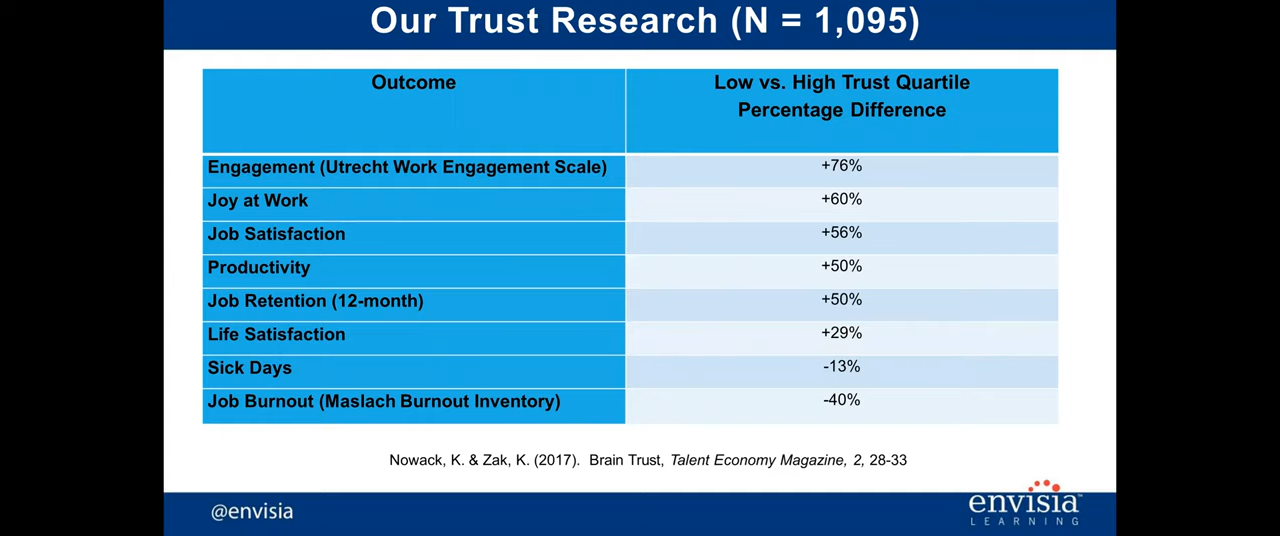 Our Trust Research (N = 1,095)
Outcome
Low vs. High Trust Quartile
Percentage Difference
Engagement (Utrecht Work Engagement Scale)
+76%
Joy at Work
+60%
Job Satisfaction
+56%
Productivity
+50%
Job Retention (12-month)
+50%
Life Satisfaction
+29%
Sick Days
-13%
Job Burnout (Maslach Burnout Inventory)
-40%
Nowack, K. & Zak, K. (2017). Brain Trust, Talent Economy Magazine, 2, 28-33
@envisia
envisia™
LEARNING